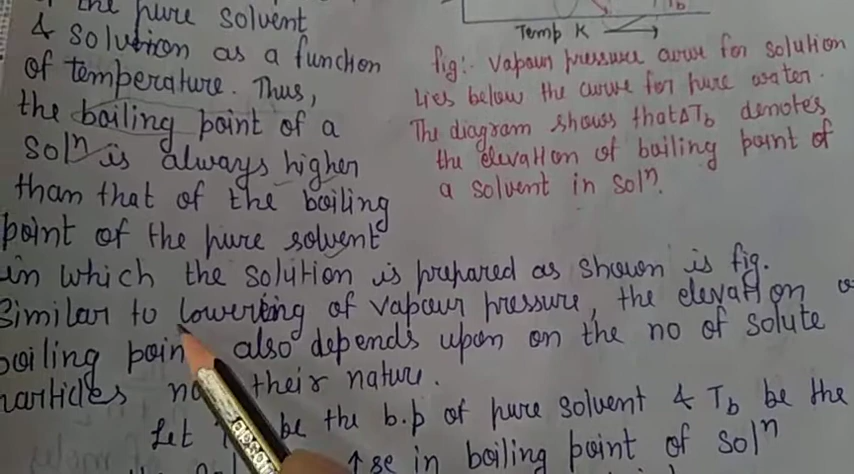 the pure solvent
& solution as a function
of temperature. Thus,
the boiling point of a
solⁿ is always higher
than that of the boiling
point of the pure solvent
in which the solution is prepared as shown is fig.
Similar to lowering of vapour pressure, the elevation
boiling poin also depends upon on the no of solute
particles no their nature.
Let be the b.p of pure solvent & Tb be the
in boiling point of solⁿ
Tb
Temp K
fig:- Vapour pressure curve for solution
lies below the curve for pure water.
The diagram shows that ΔTb denotes
the elevation of boiling point of
a solvent in solⁿ.